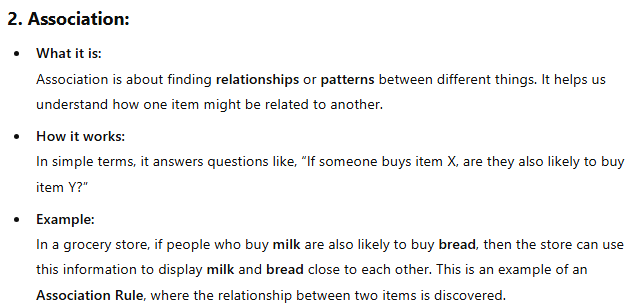 2. Association:
• What it is:
Association is about finding relationships or patterns between different things. It helps us
understand how one item might be related to another.
• How it works:
In simple terms, it answers questions like, “If someone buys item X, are they also likely to buy
item Y?”
• Example:
In a grocery store, if people who buy milk are also likely to buy bread, then the store can use
this information to display milk and bread close to each other. This is an example of an
Association Rule, where the relationship between two items is discovered.